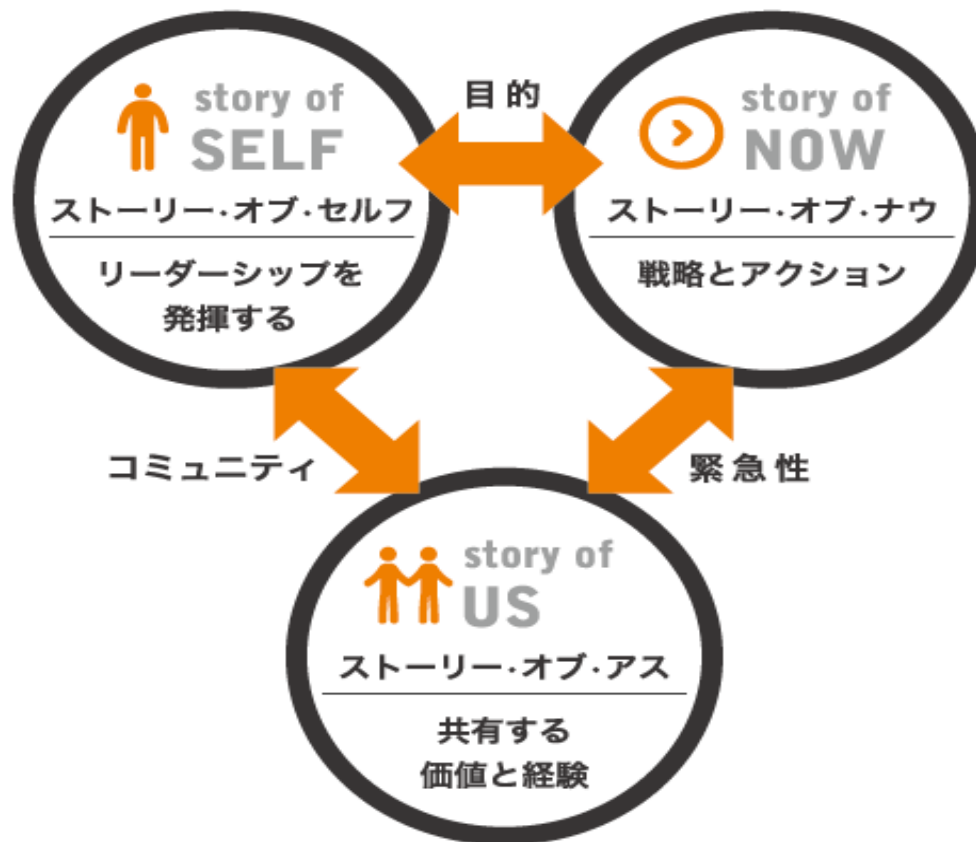 story of
SELF
ストーリー・オブ・セルフ
リーダーシップを
発揮する
目的
story of
NOW
ストーリー・オブ・ナウ
戦略とアクション
コミュニティ
緊急性
story of
US
ストーリー・オブ・アス
共有する
価値と経験